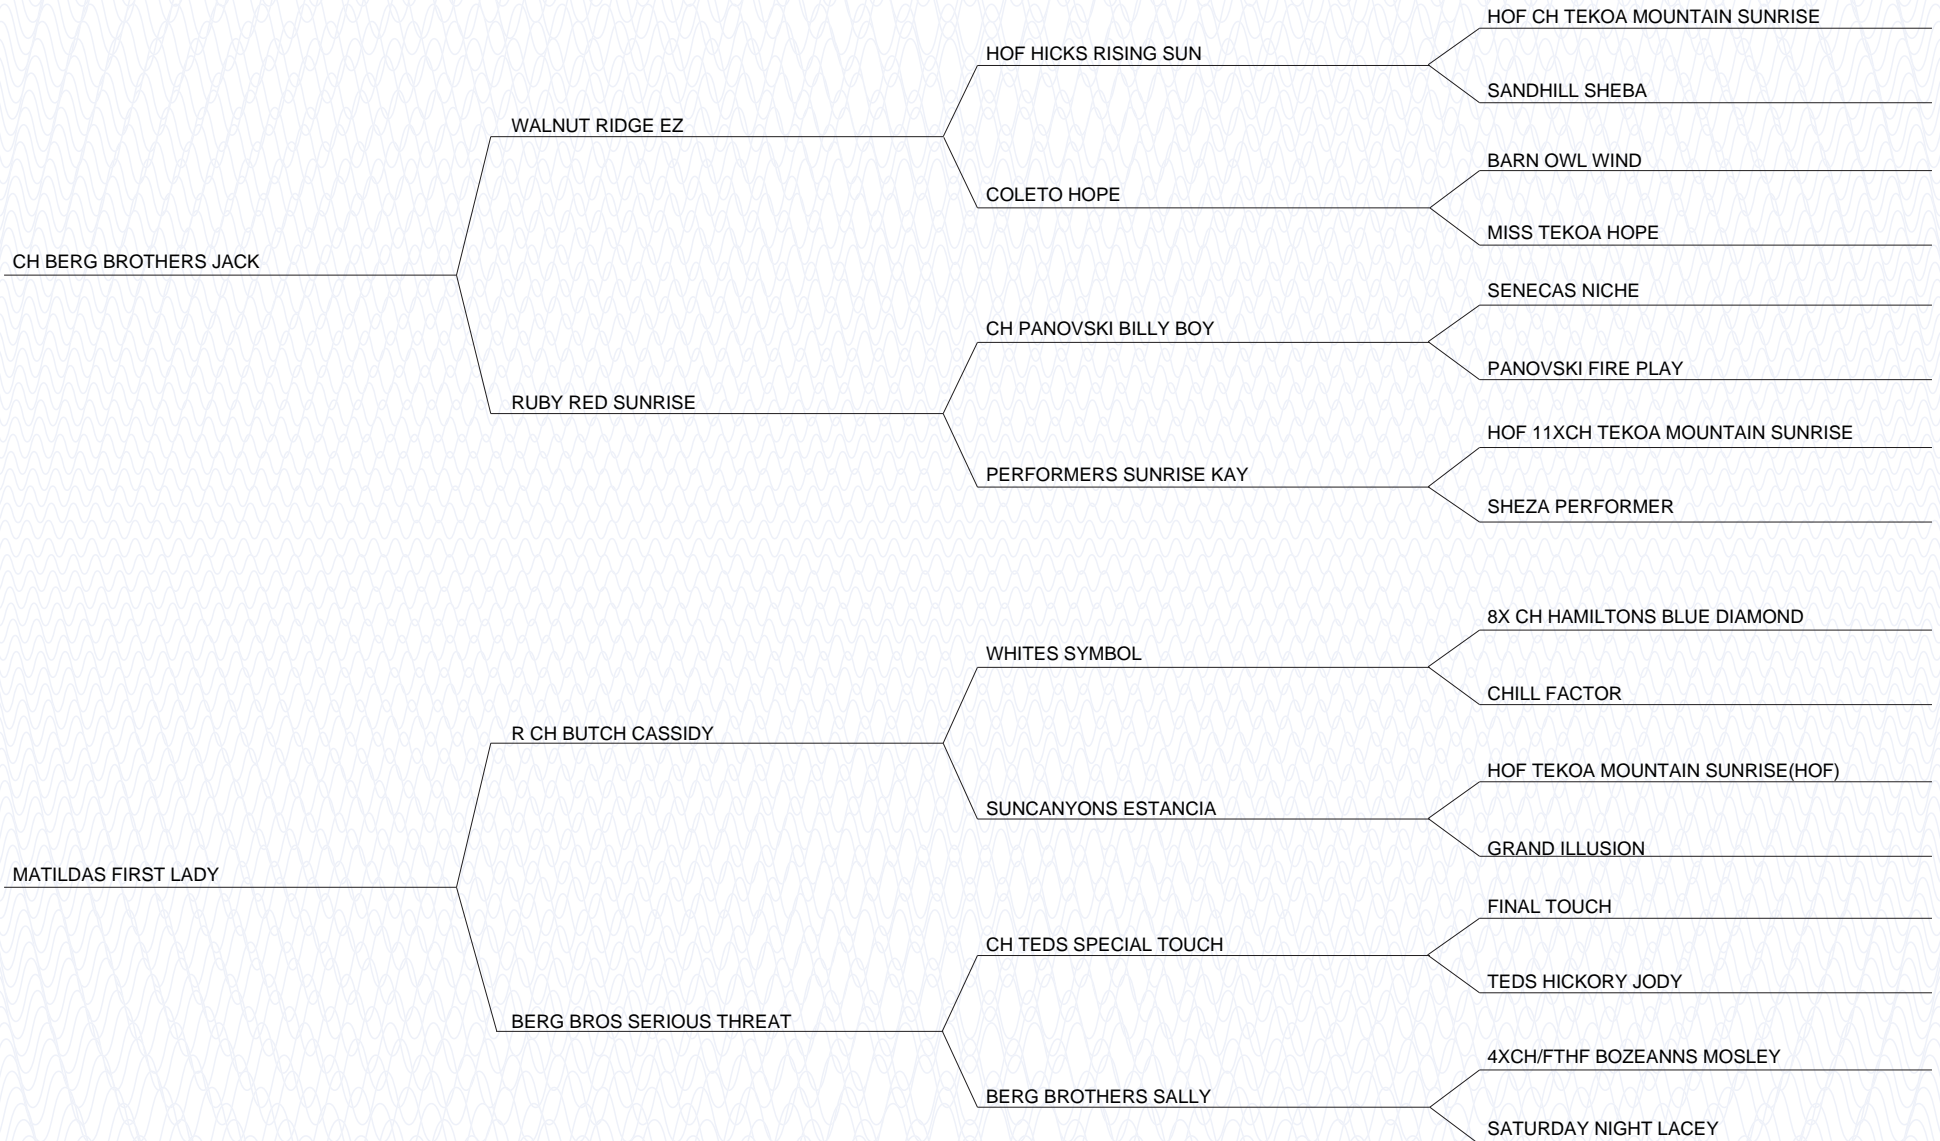 HOF CH TEKOA MOUNTAIN SUNRISE
HOF HICKS RISING SUN
SANDHILL SHEBA
WALNUT RIDGE EZ
BARN OWL WIND
COLETO HOPE
MISS TEKOA HOPE
CH BERG BROTHERS JACK
SENECAS NICHE
CH PANOVSKI BILLY BOY
PANOVSKI FIRE PLAY
RUBY RED SUNRISE
HOF 11XCH TEKOA MOUNTAIN SUNRISE
PERFORMERS SUNRISE KAY
SHEZA PERFORMER
8X CH HAMILTONS BLUE DIAMOND
WHITES SYMBOL
CHILL FACTOR
R CH BUTCH CASSIDY
HOF TEKOA MOUNTAIN SUNRISE(HOF)
SUNCANYONS ESTANCIA
GRAND ILLUSION
MATILDAS FIRST LADY
FINAL TOUCH
CH TEDS SPECIAL TOUCH
TEDS HICKORY JODY
BERG BROS SERIOUS THREAT
4XCH/FTHF BOZEANNS MOSLEY
BERG BROTHERS SALLY
SATURDAY NIGHT LACEY